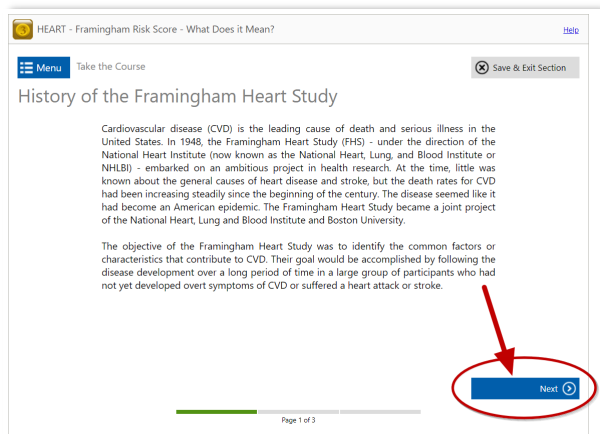 HEART - Framingham Risk Score - What Does it Mean?
Help
Menu
Take the Course
Save & Exit Section
History of the Framingham Heart Study
Cardiovascular disease (CVD) is the leading cause of death and serious illness in the
United States. In 1948, the Framingham Heart Study (FHS) - under the direction of the
National Heart Institute (now known as the National Heart, Lung, and Blood Institute or
NHLBI) - embarked on an ambitious project in health research. At the time, little was
known about the general causes of heart disease and stroke, but the death rates for CVD
had been increasing steadily since the beginning of the century. The disease seemed like it
had become an American epidemic. The Framingham Heart Study became a joint project
of the National Heart, Lung and Blood Institute and Boston University.
The objective of the Framingham Heart Study was to identify the common factors or
characteristics that contribute to CVD. Their goal would be accomplished by following the
disease development over a long period of time in a large group of participants who had
not yet developed overt symptoms of CVD or suffered a heart attack or stroke.
Next
Page 1 of 3